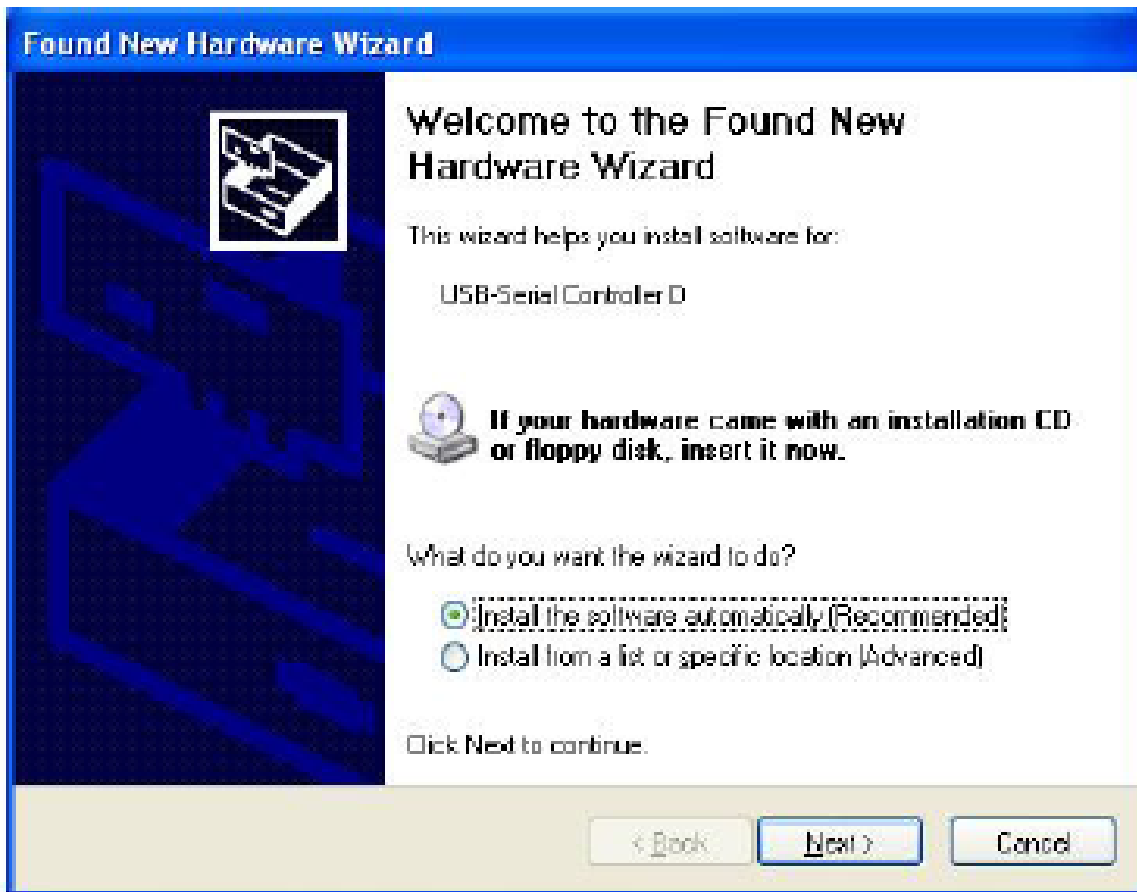 Found New Hardware Wizard
Welcome to the Found New
Hardware Wizard
This wizard helps you install software for:
USB-Serial Controller D
If your hardware came with an installation CD
or floppy disk, insert it now.
What do you want the wizard to do?
Install the software automatically (Recommended)
Install from a list or specific location (Advanced)
Click Next to continue.
< Back
Next >
Cancel